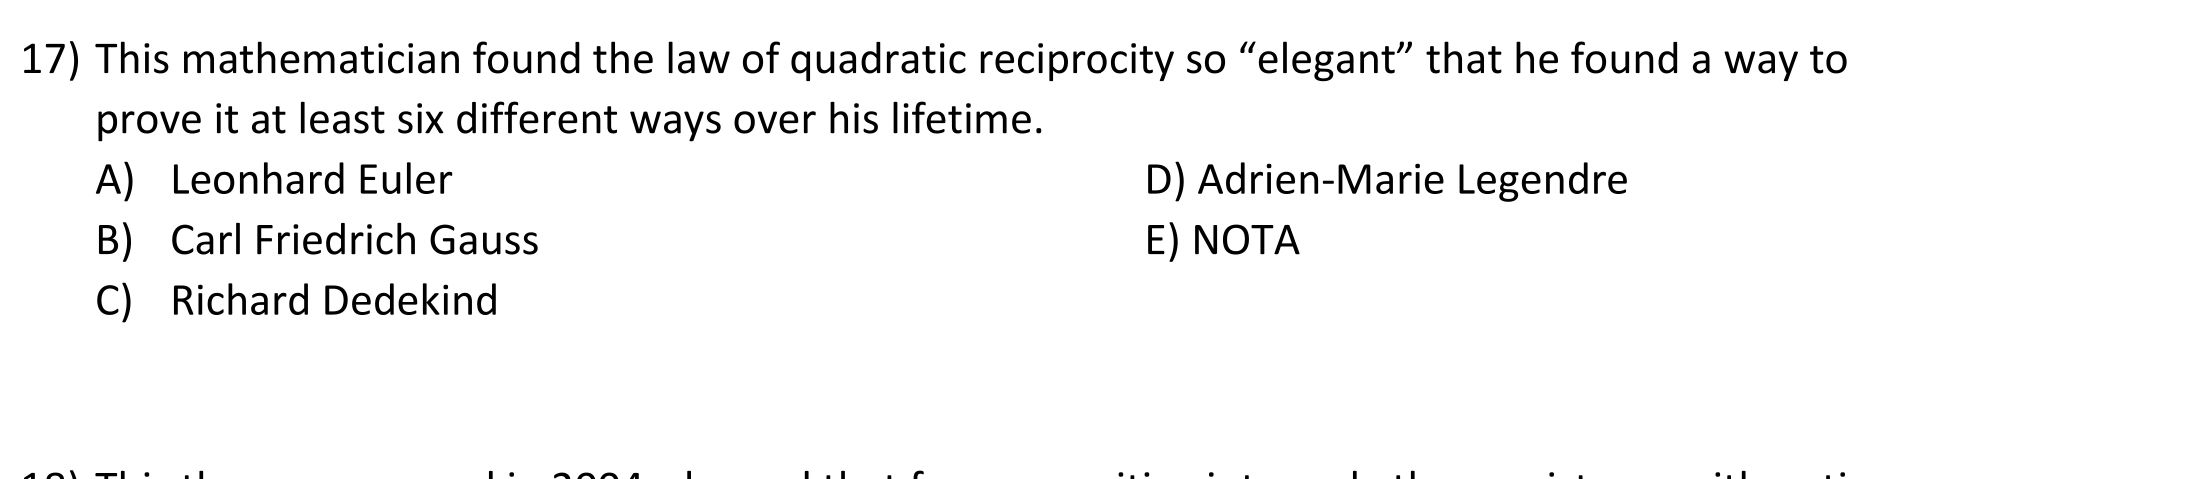 17) This mathematician found the law of quadratic reciprocity so “elegant” that he found a way to
prove it at least six different ways over his lifetime.
A) Leonhard Euler
B) Carl Friedrich Gauss
C) Richard Dedekind
D) Adrien-Marie Legendre
E) NOTA